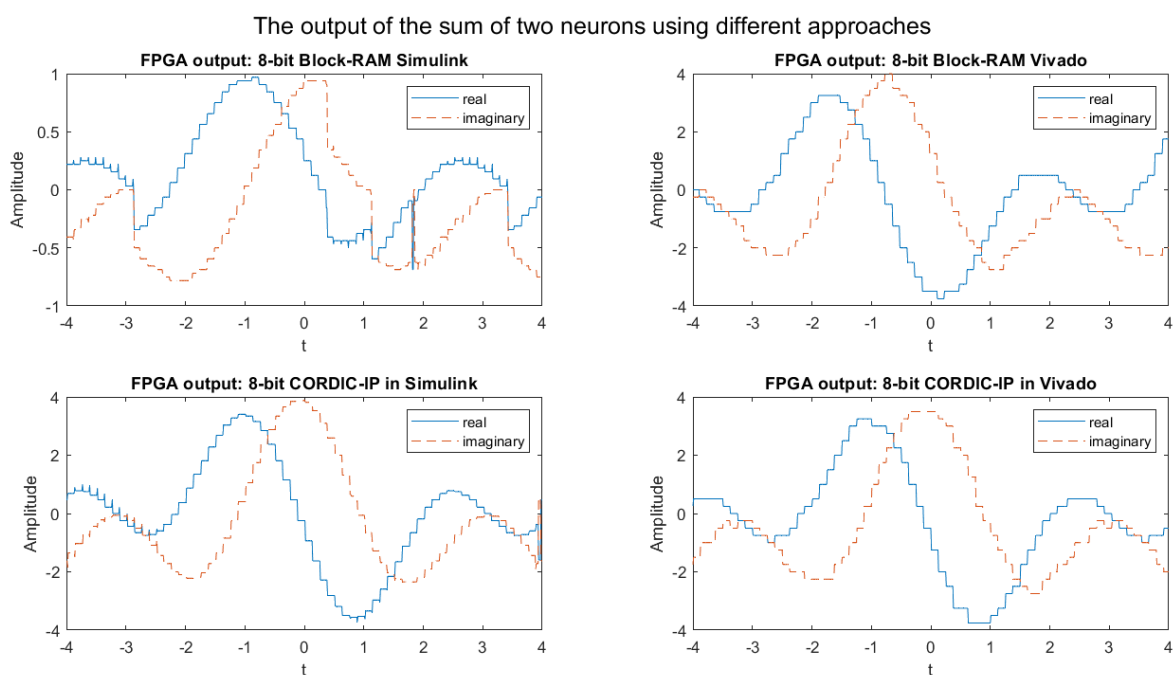 The output of the sum of two neurons using different approaches
FPGA output: 8-bit Block-RAM Simulink
1
0.5
0
-0.5
-1
Amplitude
real
imaginary
-4 -3 -2 -1 0 1 2 3 4
t
FPGA output: 8-bit Block-RAM Vivado
4
2
0
-2
-4
Amplitude
real
imaginary
-4 -3 -2 -1 0 1 2 3 4
t
FPGA output: 8-bit CORDIC-IP in Simulink
4
2
0
-2
-4
Amplitude
real
imaginary
-4 -3 -2 -1 0 1 2 3 4
t
FPGA output: 8-bit CORDIC-IP in Vivado
4
2
0
-2
-4
Amplitude
real
imaginary
-4 -3 -2 -1 0 1 2 3 4
t